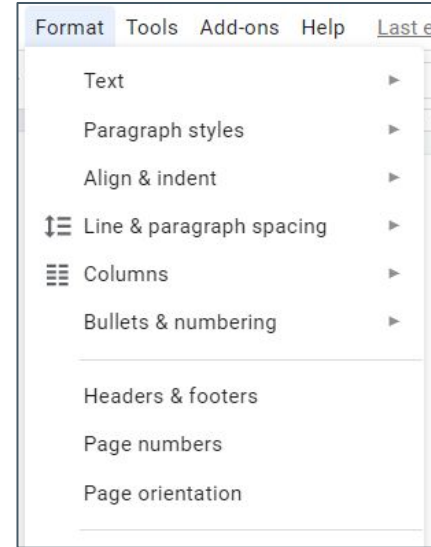 Format Tools Add-ons Help Last e
Text
Paragraph styles
Align & indent
Line & paragraph spacing
Columns
Bullets & numbering
Headers & footers
Page numbers
Page orientation